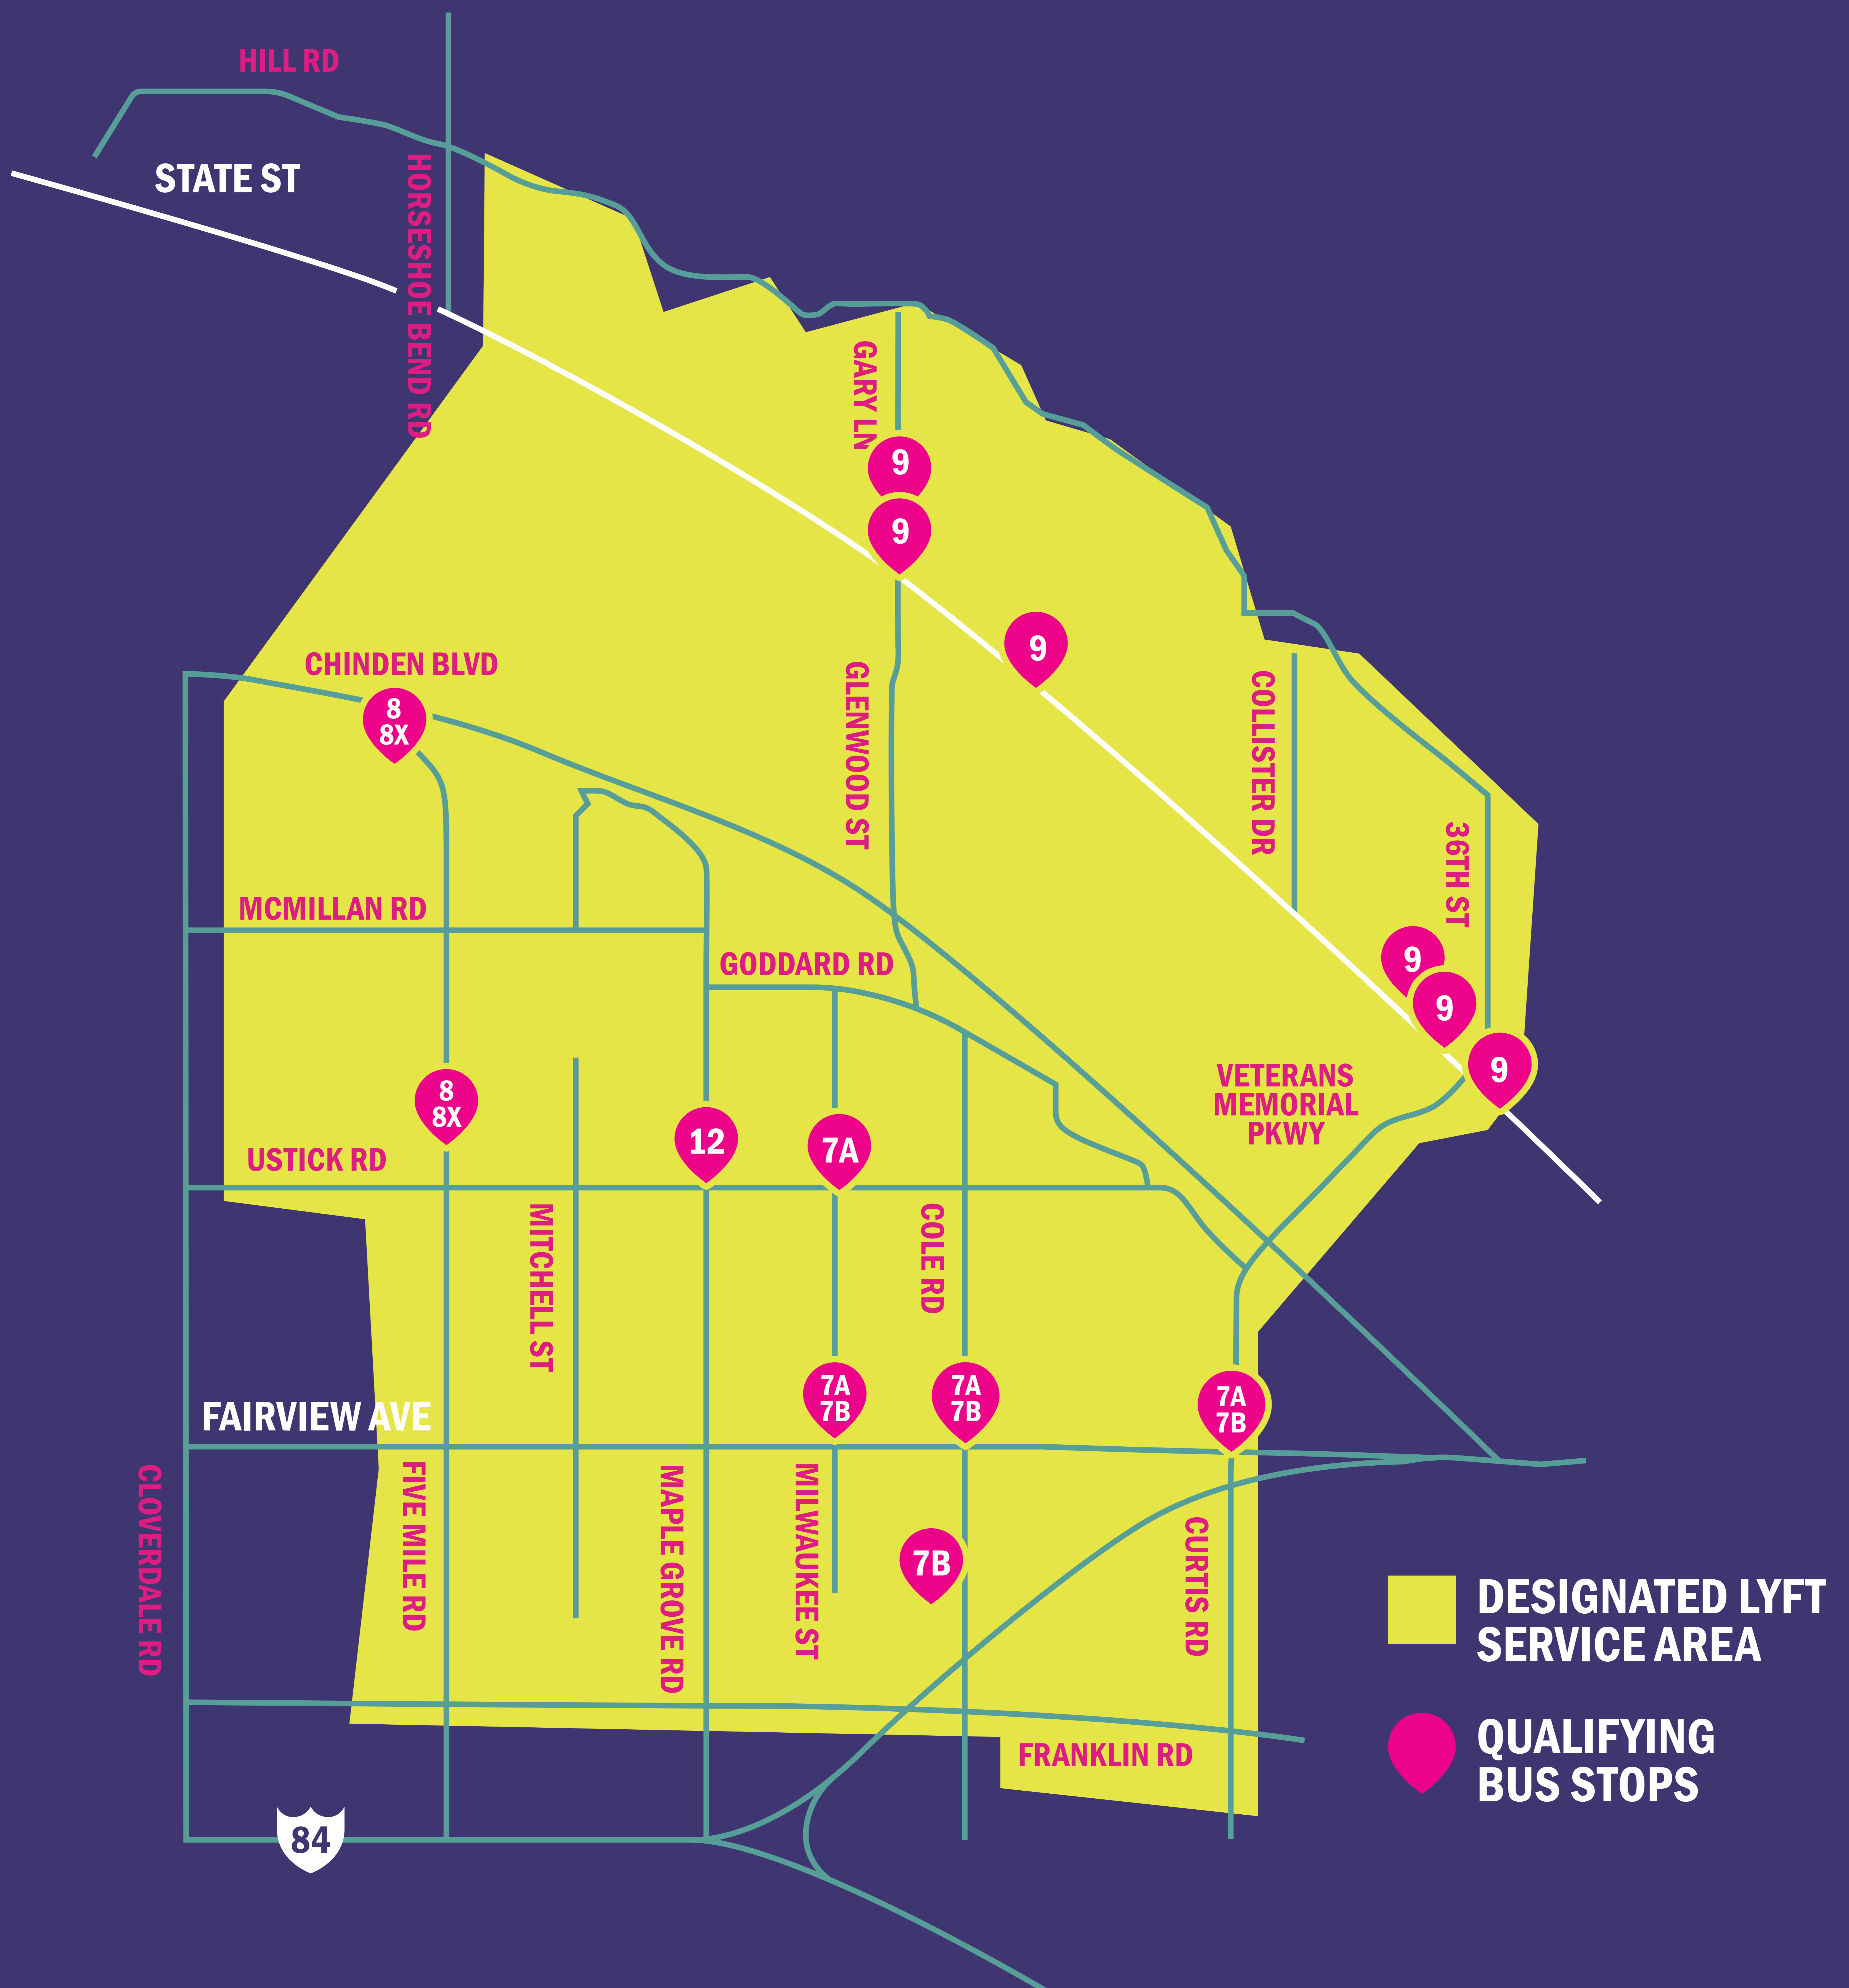 HILL RD
STATE ST
HORSESHOE BEND RD
GARY LN
9
9
9
CHINDEN BLVD
8
8X
GLENWOOD ST
COLLISTER DR
36TH ST
MCMILLAN RD
GODDARD RD
9
9
9
VETERANS
MEMORIAL
PKWY
8
8X
12
7A
USTICK RD
MITCHELL ST
COLE RD
7A
7B
7A
7B
7A
7B
FAIRVIEW AVE
CLOVERDALE RD
FIVE MILE RD
MAPLE GROVE RD
MILWAUKEE ST
7B
CURTIS RD
DESIGNATED LYFT
SERVICE AREA
FRANKLIN RD
QUALIFYING
BUS STOPS
84